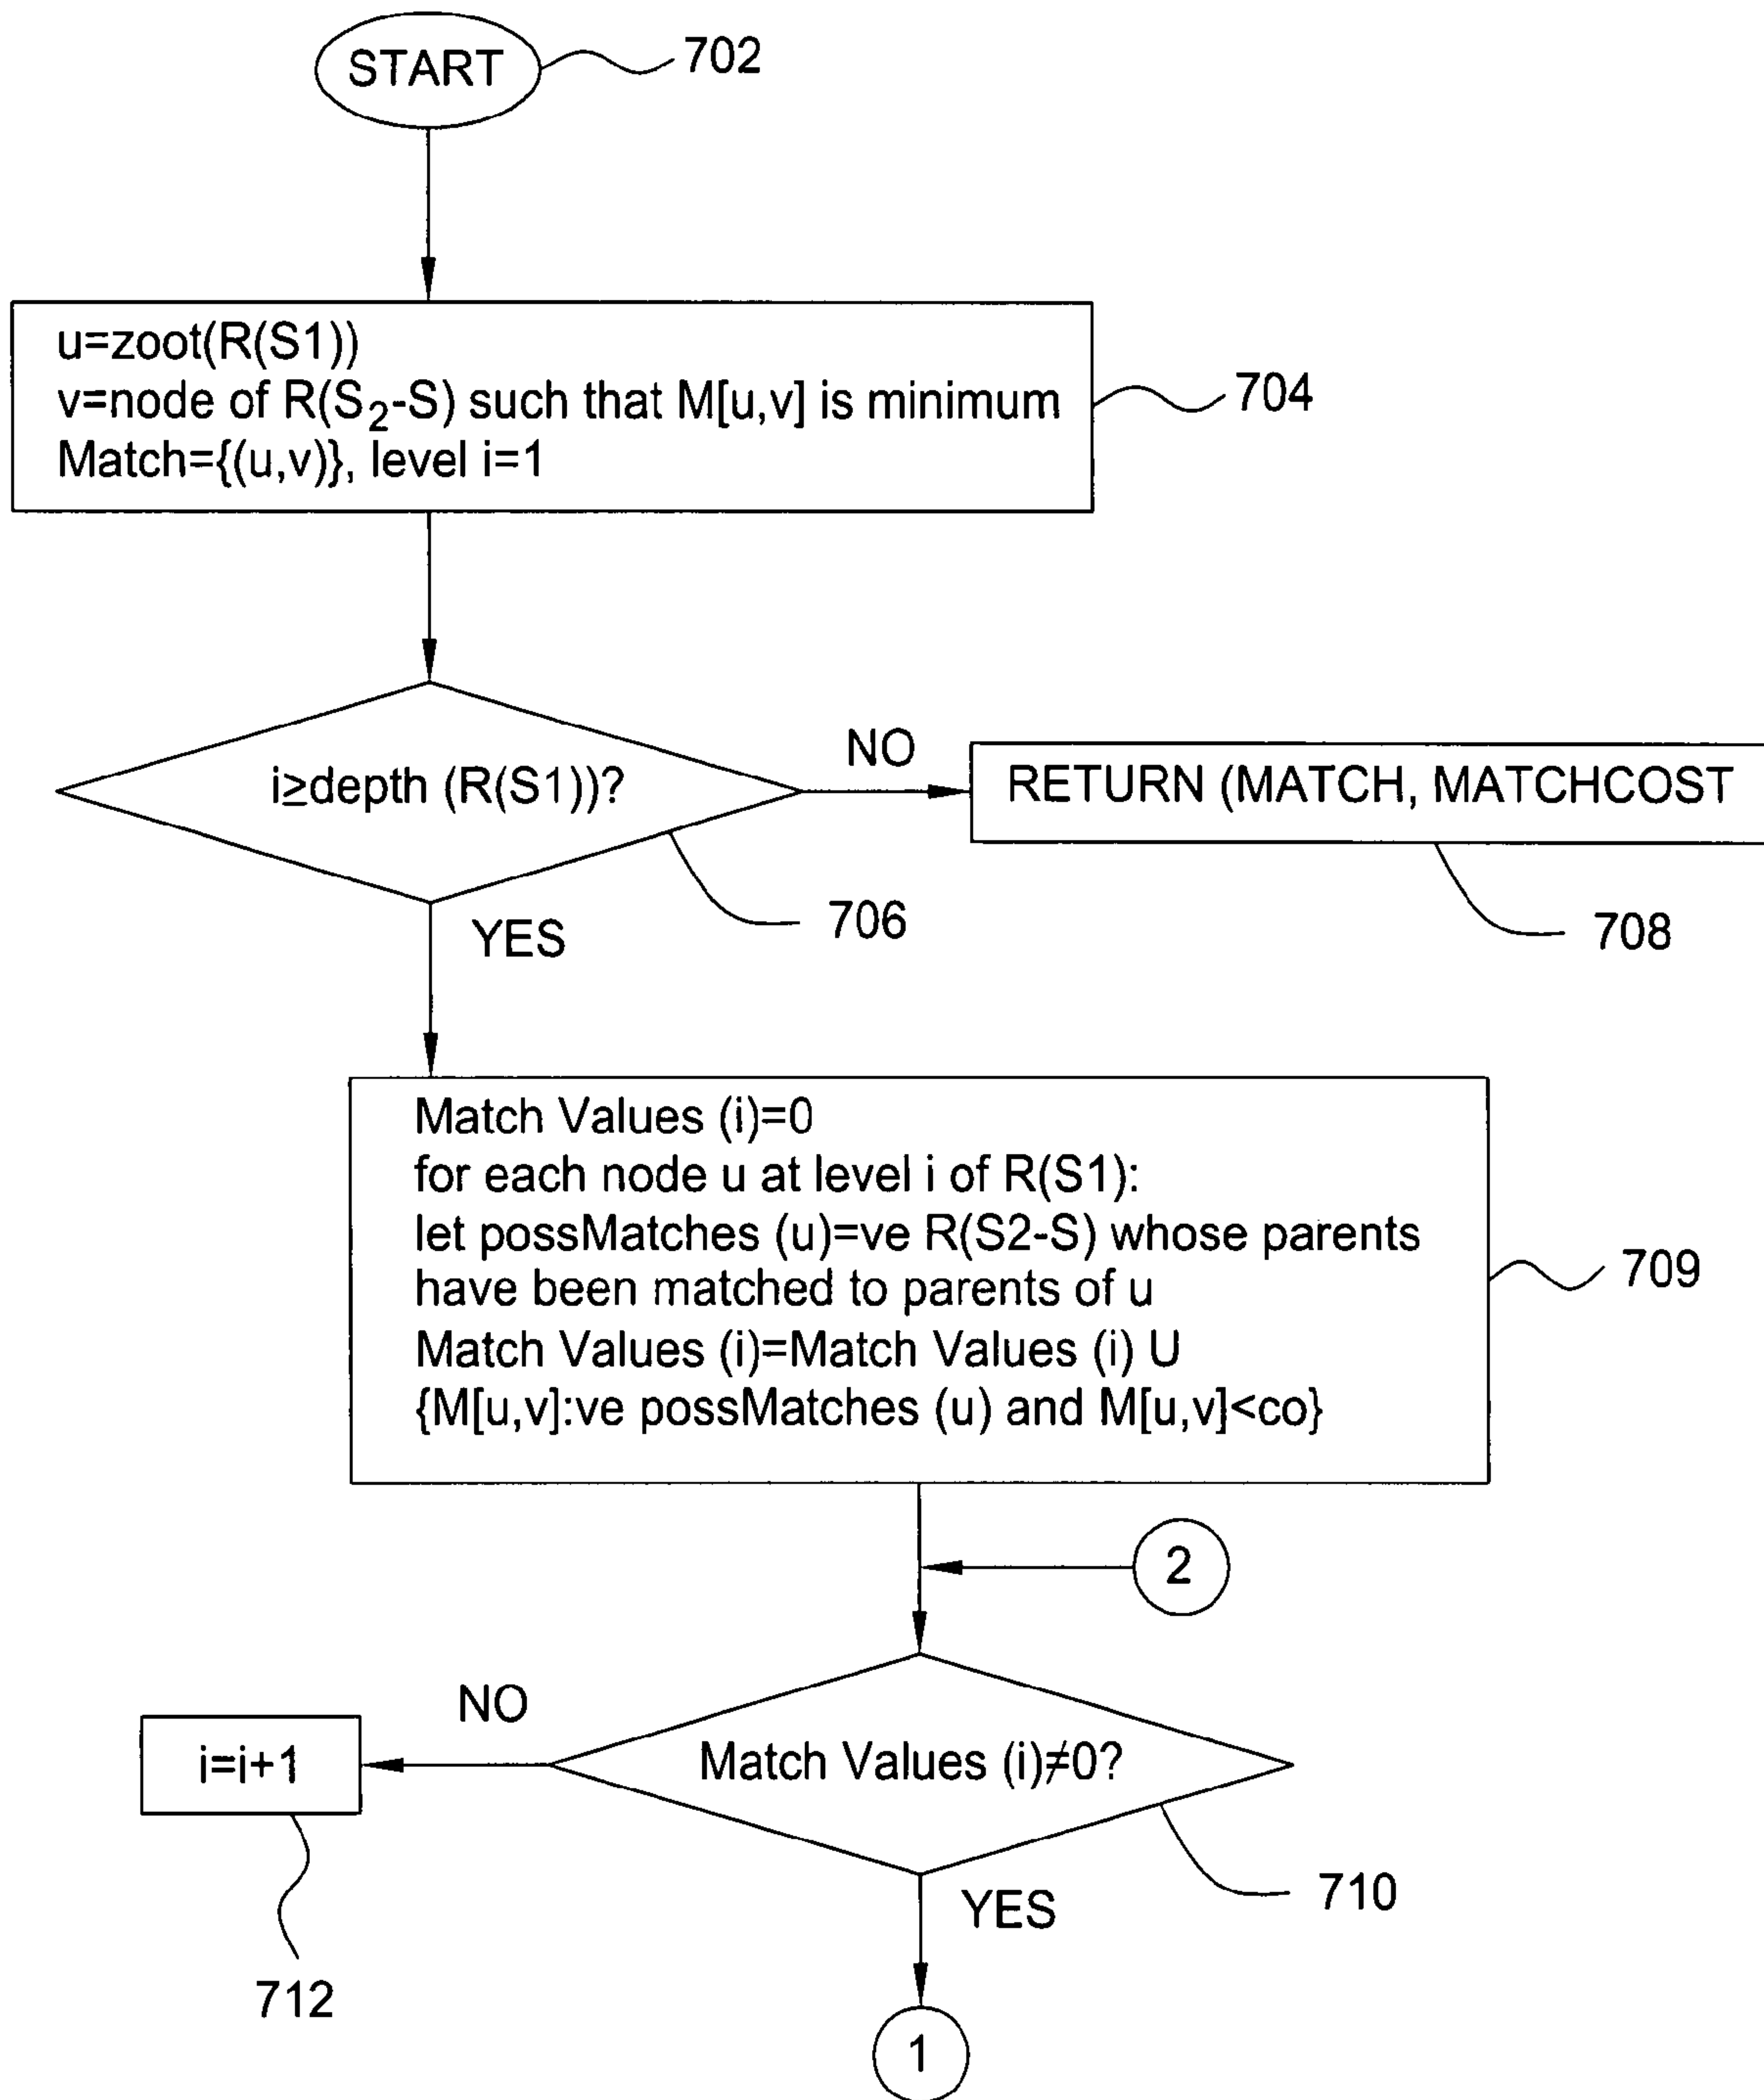 START
702
u=zoot(R(S1))
v=node of R(S₂-S) such that M[u,v] is minimum
Match={(u,v)}, level i=1
704
i≥depth (R(S1))?
NO
RETURN (MATCH, MATCHCOST
706
708
YES
Match Values (i)=0
for each node u at level i of R(S1):
let possMatches (u)=ve R(S2-S) whose parents
have been matched to parents of u
Match Values (i)=Match Values (i) U
{M[u,v]:ve possMatches (u) and M[u,v]<co}
709
2
NO
i=i+1
Match Values (i)≠0?
710
YES
712
1